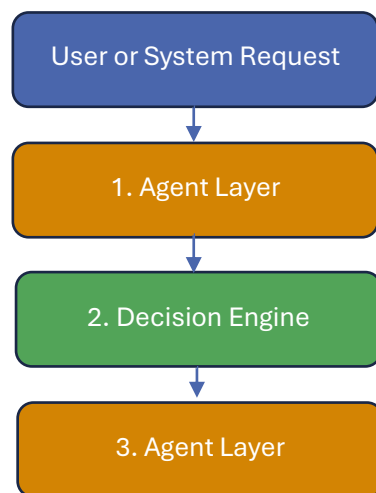 User or System Request
1. Agent Layer
2. Decision Engine
3. Agent Layer